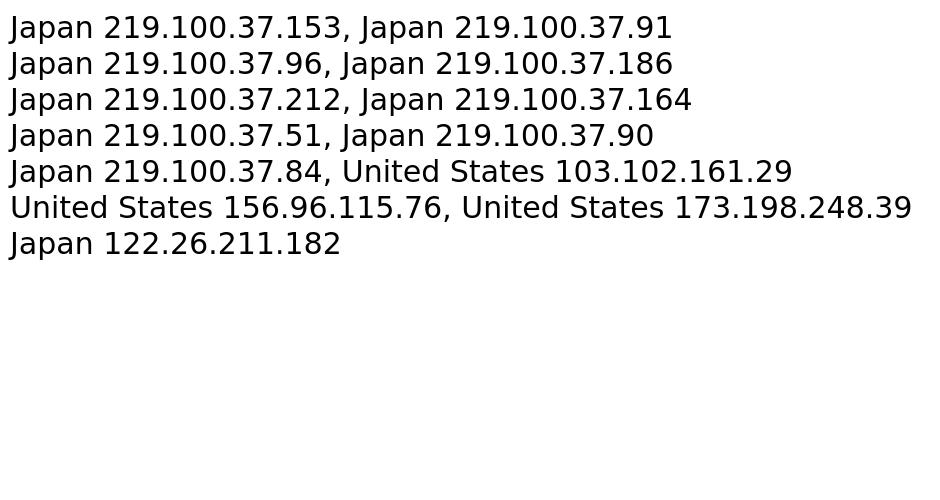 Japan 219.100.37.153, Japan 219.100.37.91
Japan 219.100.37.96, Japan 219.100.37.186
Japan 219.100.37.212, Japan 219.100.37.164
Japan 219.100.37.51, Japan 219.100.37.90
Japan 219.100.37.84, United States 103.102.161.29
United States 156.96.115.76, United States 173.198.248.39
Japan 122.26.211.182